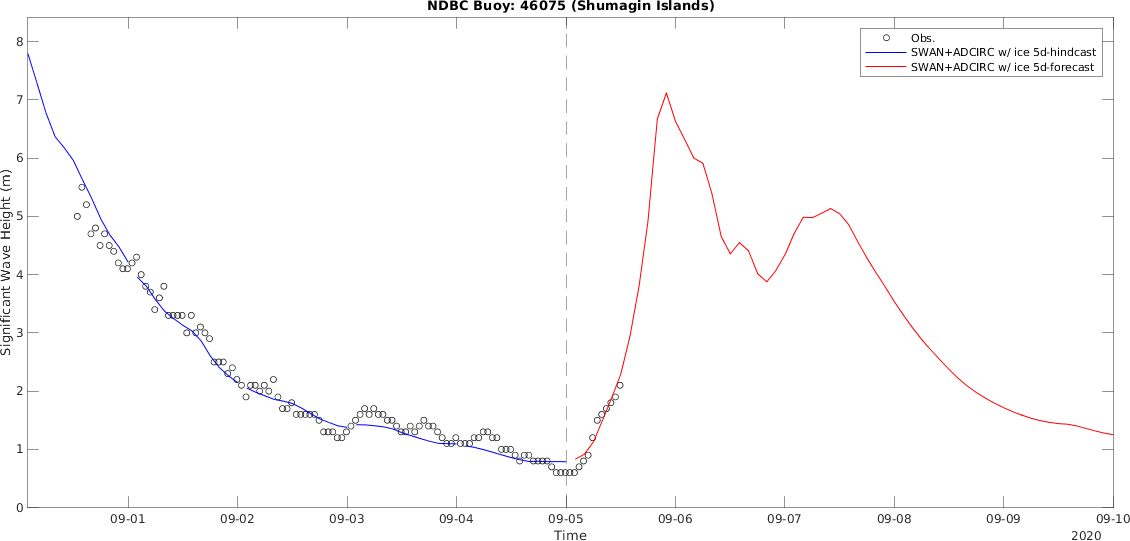 NDBC Buoy: 46075 (Shumagin Islands)
Obs.
SWAN+ADCIRC w/ ice 5d-hindcast
SWAN+ADCIRC w/ ice 5d-forecast
Significant Wave Height (m)
8
7
6
5
4
3
2
1
0
09-01 09-02 09-03 09-04 09-05 09-06 09-07 09-08 09-09 09-10
Time
2020